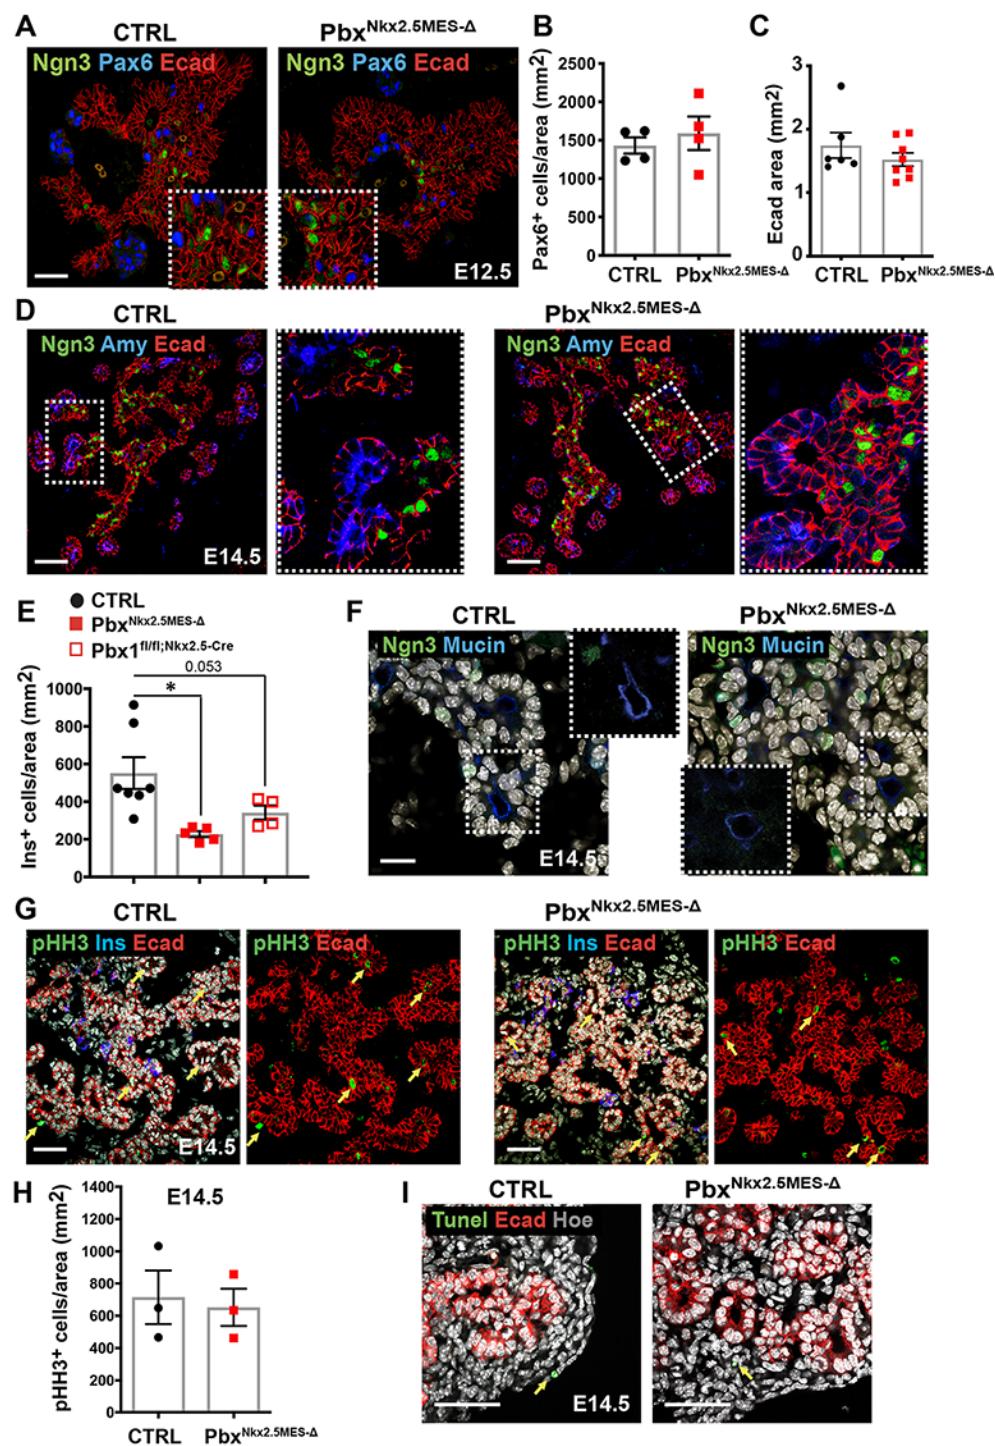 A
CTRL
Pbx^Nkx2.5MES-Δ
Ngn3 Pax6 Ecad
Ngn3 Pax6 Ecad
E12.5
B
Pax6+ cells/area (mm2)
2500
2000
1500
1000
500
0
CTRL
Pbx^Nkx2.5MES-Δ
C
Ecad area (mm2)
3
2
1
0
CTRL
Pbx^Nkx2.5MES-Δ
D
CTRL
Pbx^Nkx2.5MES-Δ
Ngn3 Amy Ecad
E14.5
Ngn3 Amy Ecad
E
CTRL
Pbx^Nkx2.5MES-Δ
Pbx1^fl/fl;Nkx2.5-Cre
0.053
*
Ins⁺ cells/area (mm2)
1000
800
600
400
200
0
F
CTRL
Pbx^Nkx2.5MES-Δ
Ngn3 Mucin
E14.5
Ngn3 Mucin
G
CTRL
Pbx^Nkx2.5MES-Δ
pHH3 Ins Ecad
E14.5
pHH3 Ecad
pHH3 Ins Ecad
pHH3 Ecad
H
E14.5
pHH3+ cells/area (mm2)
1400
1200
1000
800
600
400
200
0
CTRL
Pbx^Nkx2.5MES-Δ
I
CTRL
Pbx^Nkx2.5MES-Δ
Tunel Ecad Hoe
E14.5